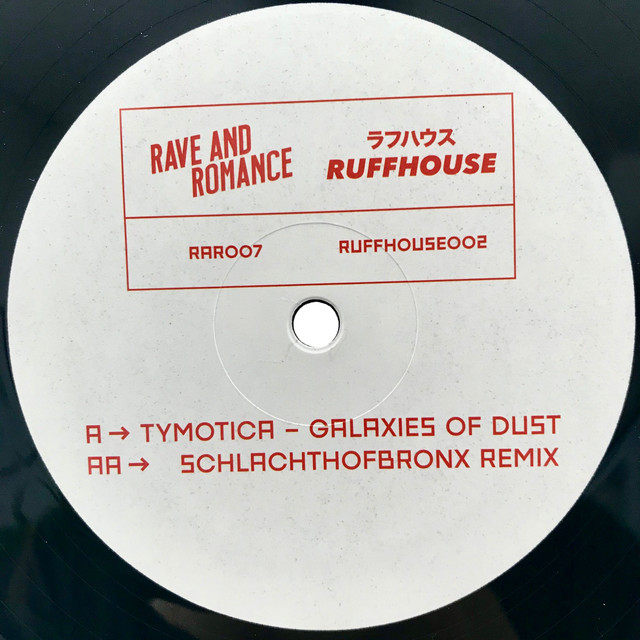 RAVE AND
ROMANCE
ラフハウス
RUFFHOUSE
RAR007
RUFFHOUSE002
A → TYMOTICA – GALAXIES OF DUST
AA → SCHLACHTHOFBRONX REMIX